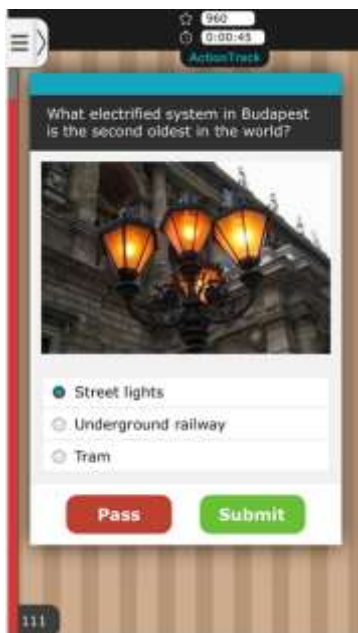 960
0:00:45
ActionTrack
What electrified system in Budapest
is the second oldest in the world?
Street lights
Underground railway
Tram
Pass
Submit
111